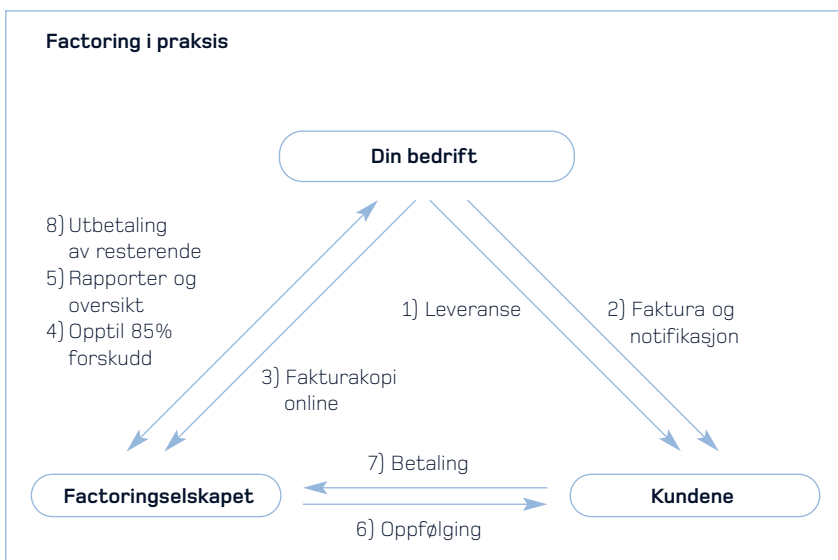 Factoring i praksis
Din bedrift
8) Utbetaling
av resterende
5) Rapporter og
oversikt
4) Opptil 85%
forskudd
1) Leveranse
2) Faktura og
notifikasjon
3) Fakturakopi
online
7) Betaling
Factoringselskapet
Kundene
6) Oppfølging